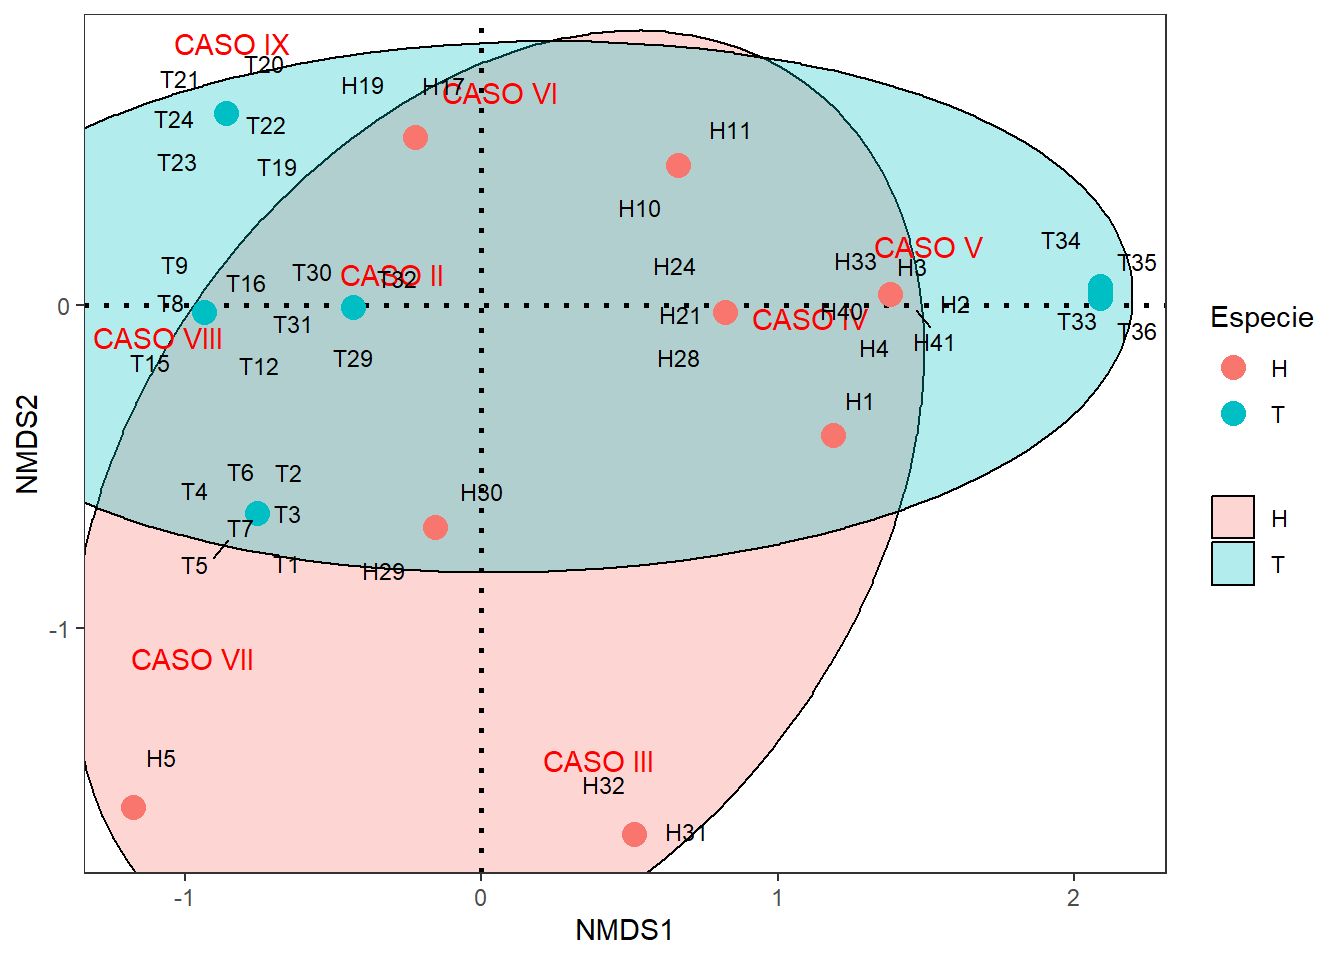 CASO IX
T20
T21
H19
H17
CASO VI
T24
T22
H11
T23
T19
H10
T34
CASO V
T9
T30
CASO II
T32
H24
H33
H3
T35
T16
T8
0
H2
T31
H21
CASO IV
H40
T33
T36
CASO VIII
T15
T12
T29
H28
H4
H41
H1
T6
T2
T4
H30
T3
T7
T5
T1
H29
-1
CASO VII
H5
CASO III
H32
H31
-1
0
1
2
NMDS1
NMDS2
Especie
H
T
H
T